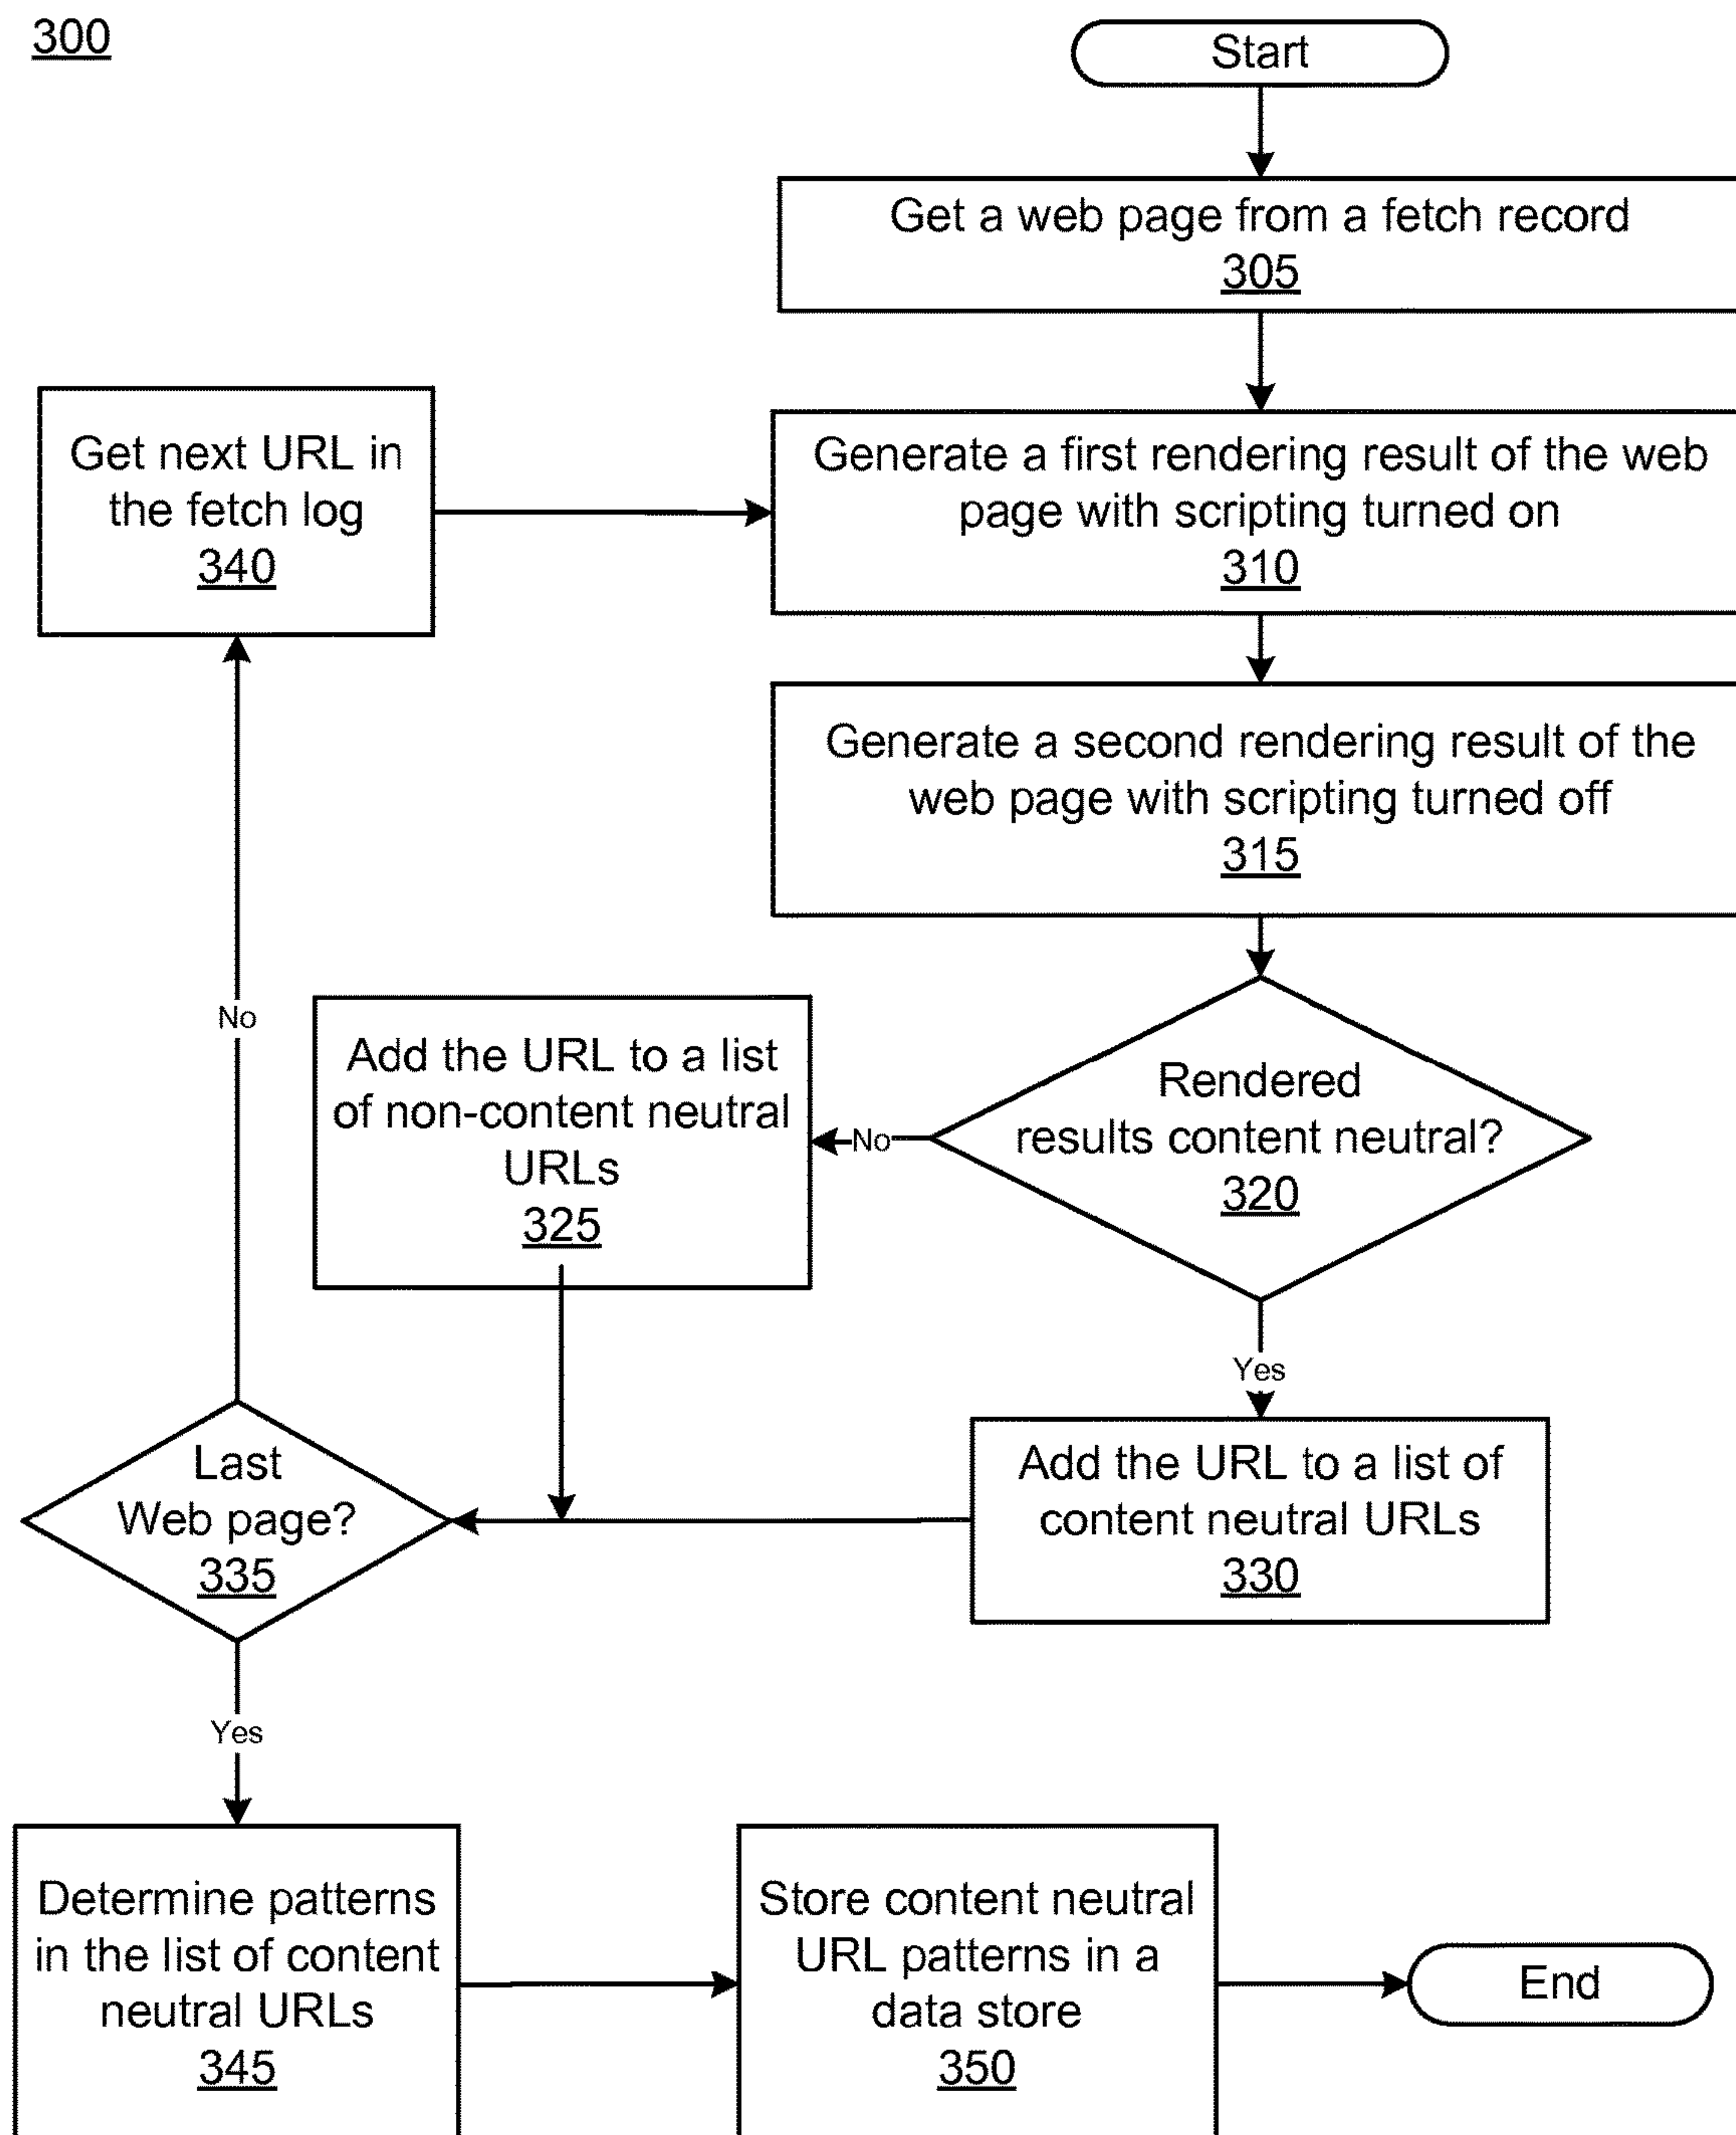 300
Start
Get a web page from a fetch record
305
Get next URL in
the fetch log
340
Generate a first rendering result of the web
page with scripting turned on
310
Generate a second rendering result of the
web page with scripting turned off
315
No
Add the URL to a list
of non-content neutral
URLs
325
No
Rendered
results content neutral?
320
Yes
Last
Web page?
335
Add the URL to a list of
content neutral URLs
330
Yes
Determine patterns
in the list of content
neutral URLs
345
Store content neutral
URL patterns in a
data store
350
End